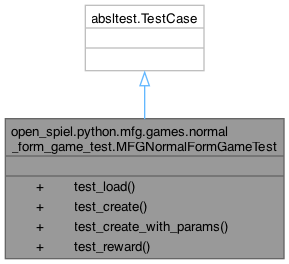 absltest.TestCase
open_spiel.python.mfg.games.normal
_form_game_test.MFGNormalFormGameTest
+ test_load()
+ test_create()
+ test_create_with_params()
+ test_reward()